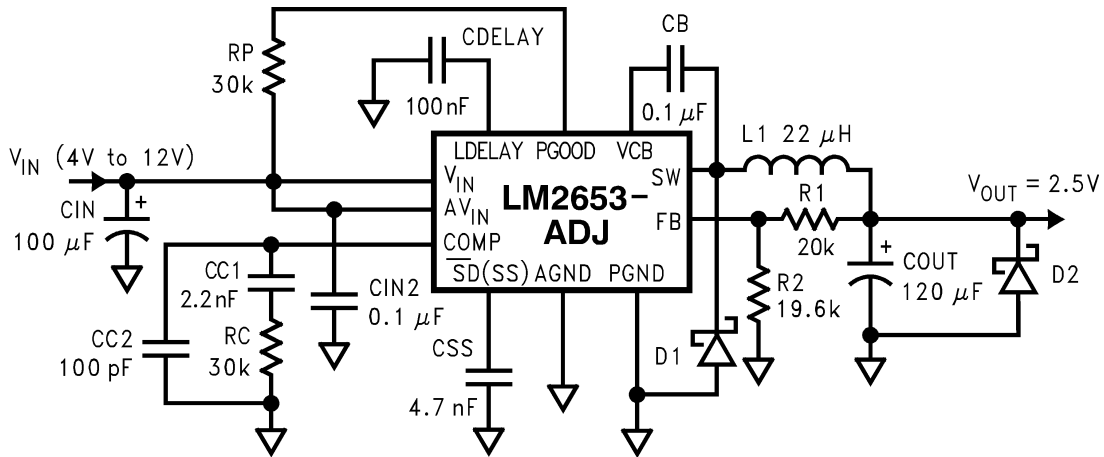 CDELAY
CB
RP
30k
100nF
0.1 μF
L1 22 μH
V_IN (4V to 12V)
LDELAY PGOOD VCB
V_IN
SW
V_OUT = 2.5V
LM2653-
ADJ
AV_IN
FB
R1
20k
CIN
+
100 μF
COMP
S̅D̅(SS) AGND PGND
CC1
2.2nF
CIN2
0.1 μF
R2
19.6k
+
COUT
120 μF
D2
CC2
100 pF
RC
30k
CSS
4.7 nF
D1